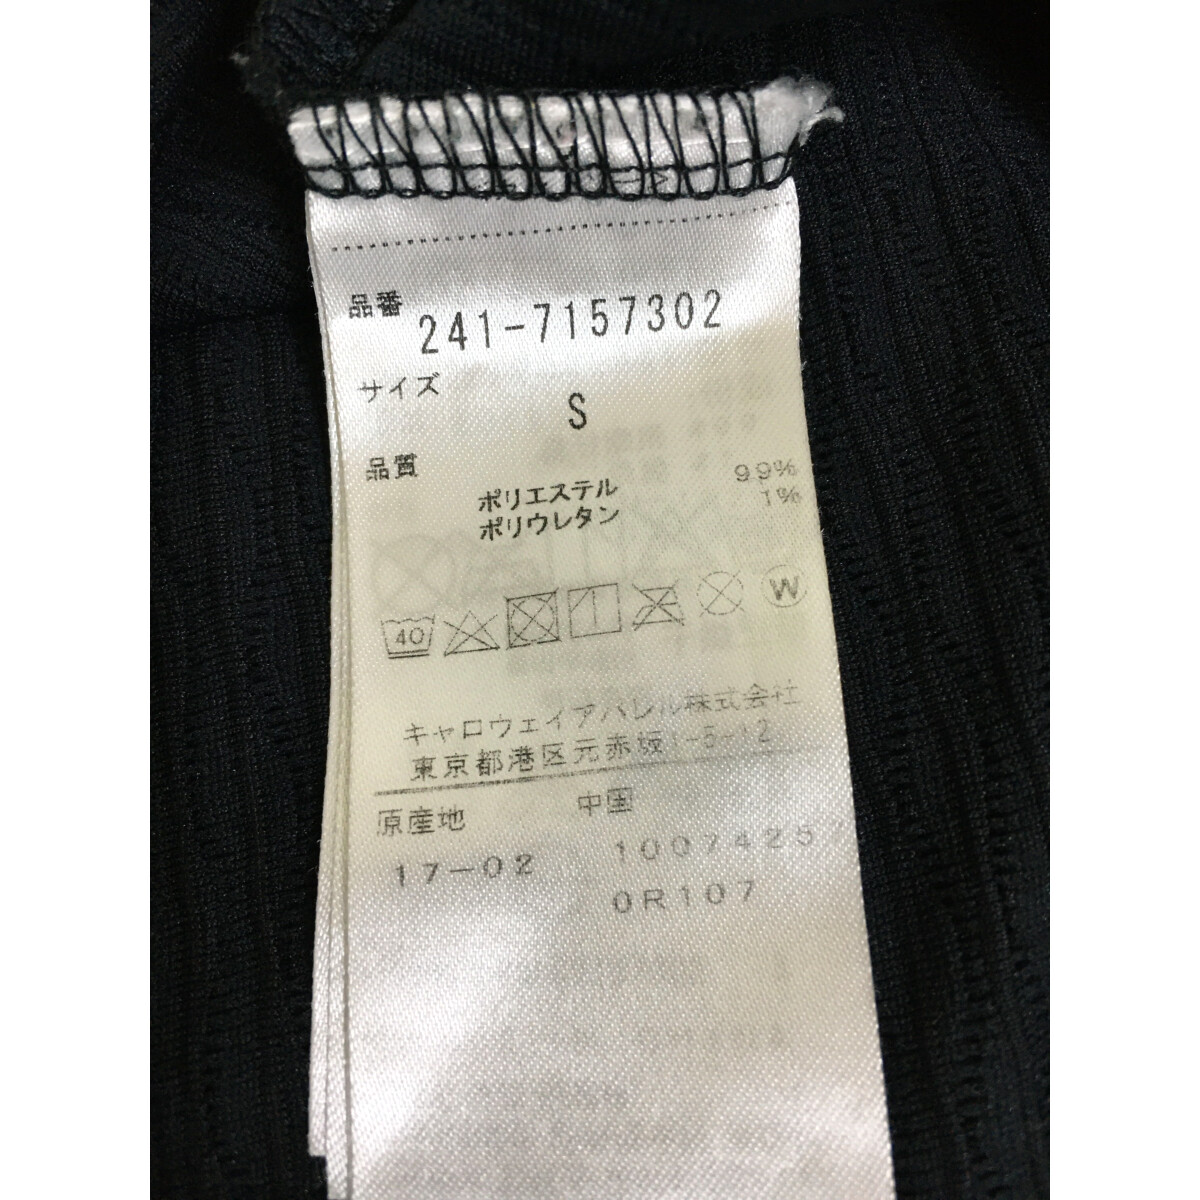 品番 241-7157302
サイズ
S
品質
ポリエステル 99%
ポリウレタン 1%
40 W
キャロウェイアパレル株式会社
東京都港区元赤坂1-5-12
原産地 中国
17-02 1007425
0R107